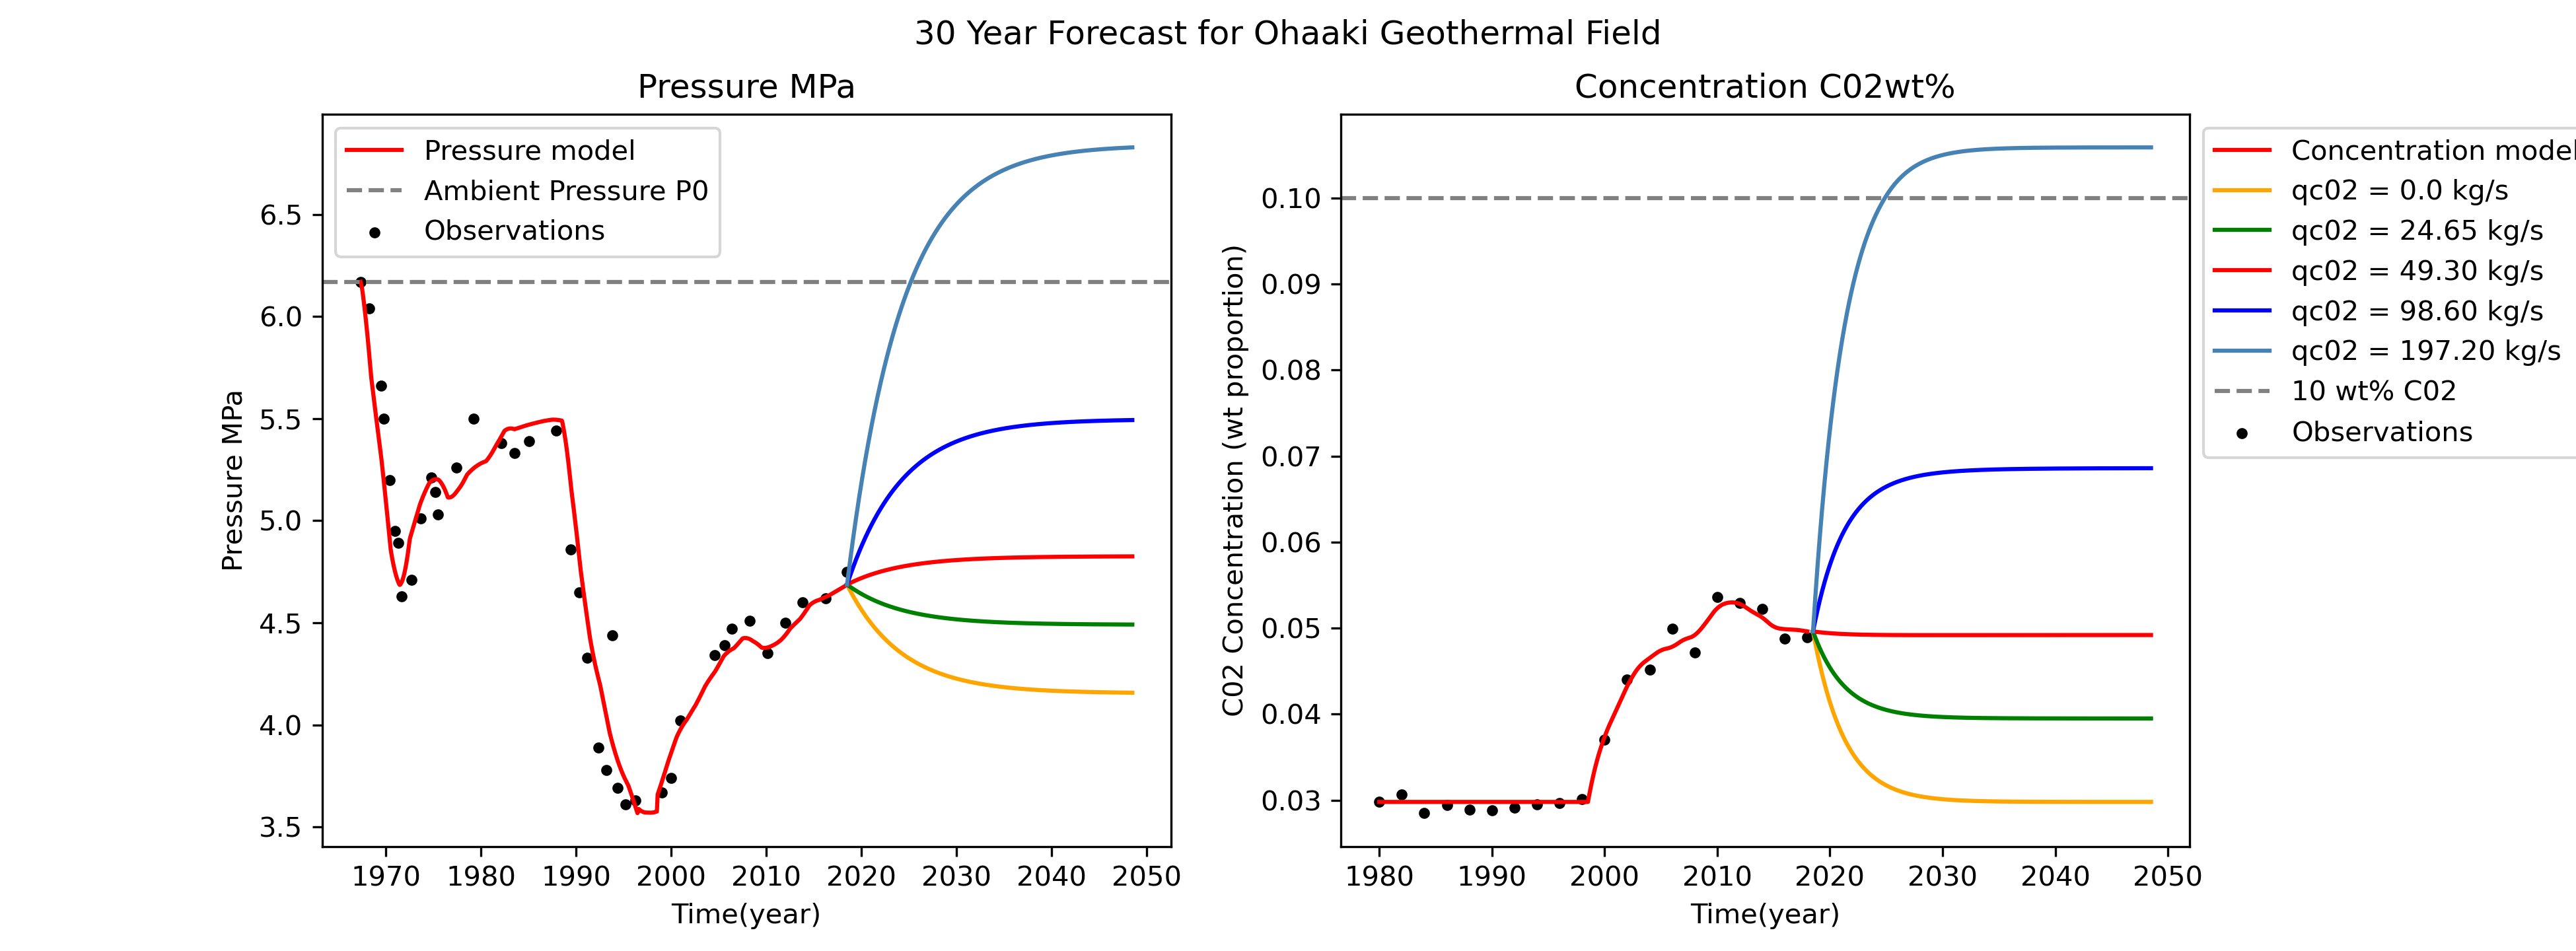 30 Year Forecast for Ohaaki Geothermal Field
Pressure MPa
Pressure model
Ambient Pressure P0
Observations
Pressure MPa
6.5
6.0
5.5
5.0
4.5
4.0
3.5
1970 1980 1990 2000 2010 2020 2030 2040 2050
Time(year)
Concentration C02wt%
C02 Concentration (wt proportion)
0.10
0.09
0.08
0.07
0.06
0.05
0.04
0.03
1980 1990 2000 2010 2020 2030 2040 2050
Time(year)
Concentration model
qc02 = 0.0 kg/s
qc02 = 24.65 kg/s
qc02 = 49.30 kg/s
qc02 = 98.60 kg/s
qc02 = 197.20 kg/s
10 wt% C02
Observations